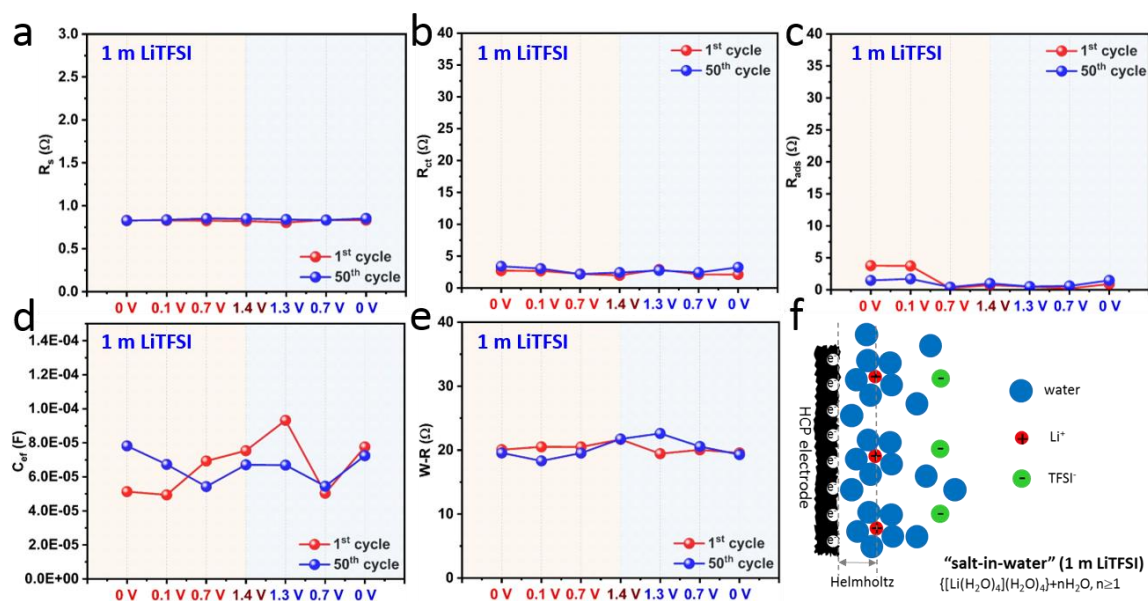 a
1 m LiTFSI
3.0
2.5
2.0
1.5
1.0
0.5
0.0
Rs (Ω)
1st cycle
50th cycle
0 V 0.1 V 0.7 V 1.4 V 1.3 V 0.7 V 0 V
b
1 m LiTFSI
40
35
30
25
20
15
10
5
0
Rct (Ω)
1st cycle
50th cycle
0 V 0.1 V 0.7 V 1.4 V 1.3 V 0.7 V 0 V
c
1 m LiTFSI
40
35
30
25
20
15
10
5
0
Rads (Ω)
1st cycle
50th cycle
0 V 0.1 V 0.7 V 1.4 V 1.3 V 0.7 V 0 V
d
1 m LiTFSI
1.4E-04
1.2E-04
1.0E-04
8.0E-05
6.0E-05
4.0E-05
2.0E-05
0.0E+00
Cef (F)
1st cycle
50th cycle
0 V 0.1 V 0.7 V 1.4 V 1.3 V 0.7 V 0 V
e
1 m LiTFSI
40
30
20
10
0
W-R (Ω)
1st cycle
50th cycle
0 V 0.1 V 0.7 V 1.4 V 1.3 V 0.7 V 0 V
f
HCP electrode
water
Li+
TFSI-
Helmholtz
"salt-in-water" (1 m LiTFSI)
{[Li(H2O)4](H2O)4}+nH2O, n≥1